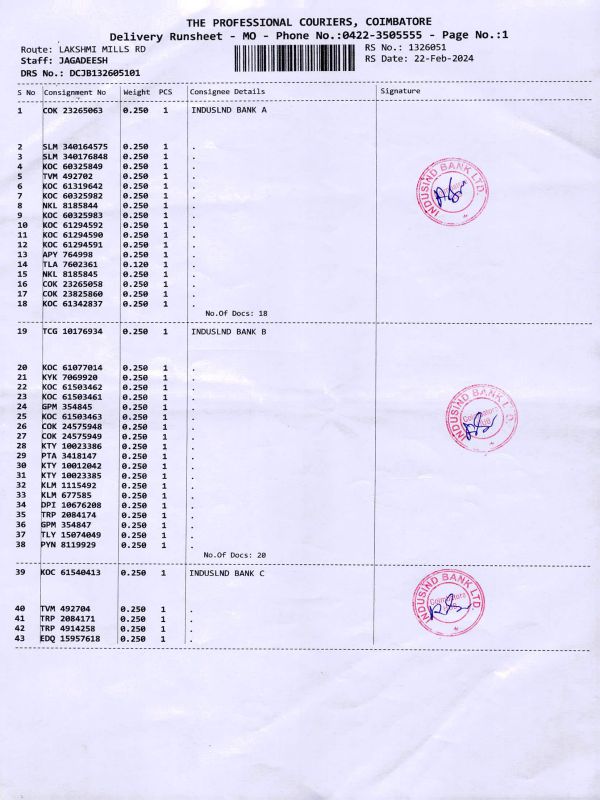 THE PROFESSIONAL COURIERS, COIMBATORE
Delivery Runsheet - MO - Phone No.:0422-3505555 - Page No.:1
Route: LAKSHMI MILLS RD RS No.: 1326051
Staff: JAGADEESH RS Date: 22-Feb-2024
DRS No.: DCJB132605101
S No Consignment No Weight PCS Consignee Details Signature
1 COK 23265063 0.250 1 INDUSLND BANK A
2 SLM 340164575 0.250 1 .
3 SLM 340176848 0.250 1 .
4 KOC 60325849 0.250 1 .
5 TVM 492702 0.250 1 .
6 KOC 61319642 0.250 1 .
7 KOC 60325982 0.250 1 .
8 NKL 8185844 0.250 1 .
9 KOC 60325983 0.250 1 .
10 KOC 61294592 0.250 1 .
11 KOC 61294590 0.250 1 .
12 KOC 61294591 0.250 1 .
13 APY 764998 0.250 1 .
14 TLA 7602361 0.120 1 .
15 NKL 8185845 0.250 1 .
16 COK 23265058 0.250 1 .
17 COK 23825860 0.250 1 .
18 KOC 61342837 0.250 1 .
No.Of Docs: 18
INDUSIND BANK LTD.
19 TCG 10176934 0.250 1 INDUSLND BANK B
20 KOC 61077014 0.250 1 .
21 KYK 7069920 0.250 1 .
22 KOC 61503462 0.250 1 .
23 KOC 61503461 0.250 1 .
24 GPM 354845 0.250 1 .
25 KOC 61503463 0.250 1 .
26 COK 24575948 0.250 1 .
27 COK 24575949 0.250 1 .
28 KTY 10023386 0.250 1 .
29 PTA 3418147 0.250 1 .
30 KTY 10012042 0.250 1 .
31 KTY 10023385 0.250 1 .
32 KLM 1115492 0.250 1 .
33 KLM 677585 0.250 1 .
34 DPI 10676208 0.250 1 .
35 TRP 2084174 0.250 1 .
36 GPM 354847 0.250 1 .
37 TLY 15074049 0.250 1 .
38 PYN 8119929 0.250 1 .
No.Of Docs: 20
INDUSIND BANK LTD.
Coimbatore
39 KOC 61540413 0.250 1 INDUSLND BANK C
40 TVM 492704 0.250 1 .
41 TRP 2084171 0.250 1 .
42 TRP 4914258 0.250 1 .
43 EDQ 15957618 0.250 1 .
INDUSIND BANK LTD.
Coimbatore